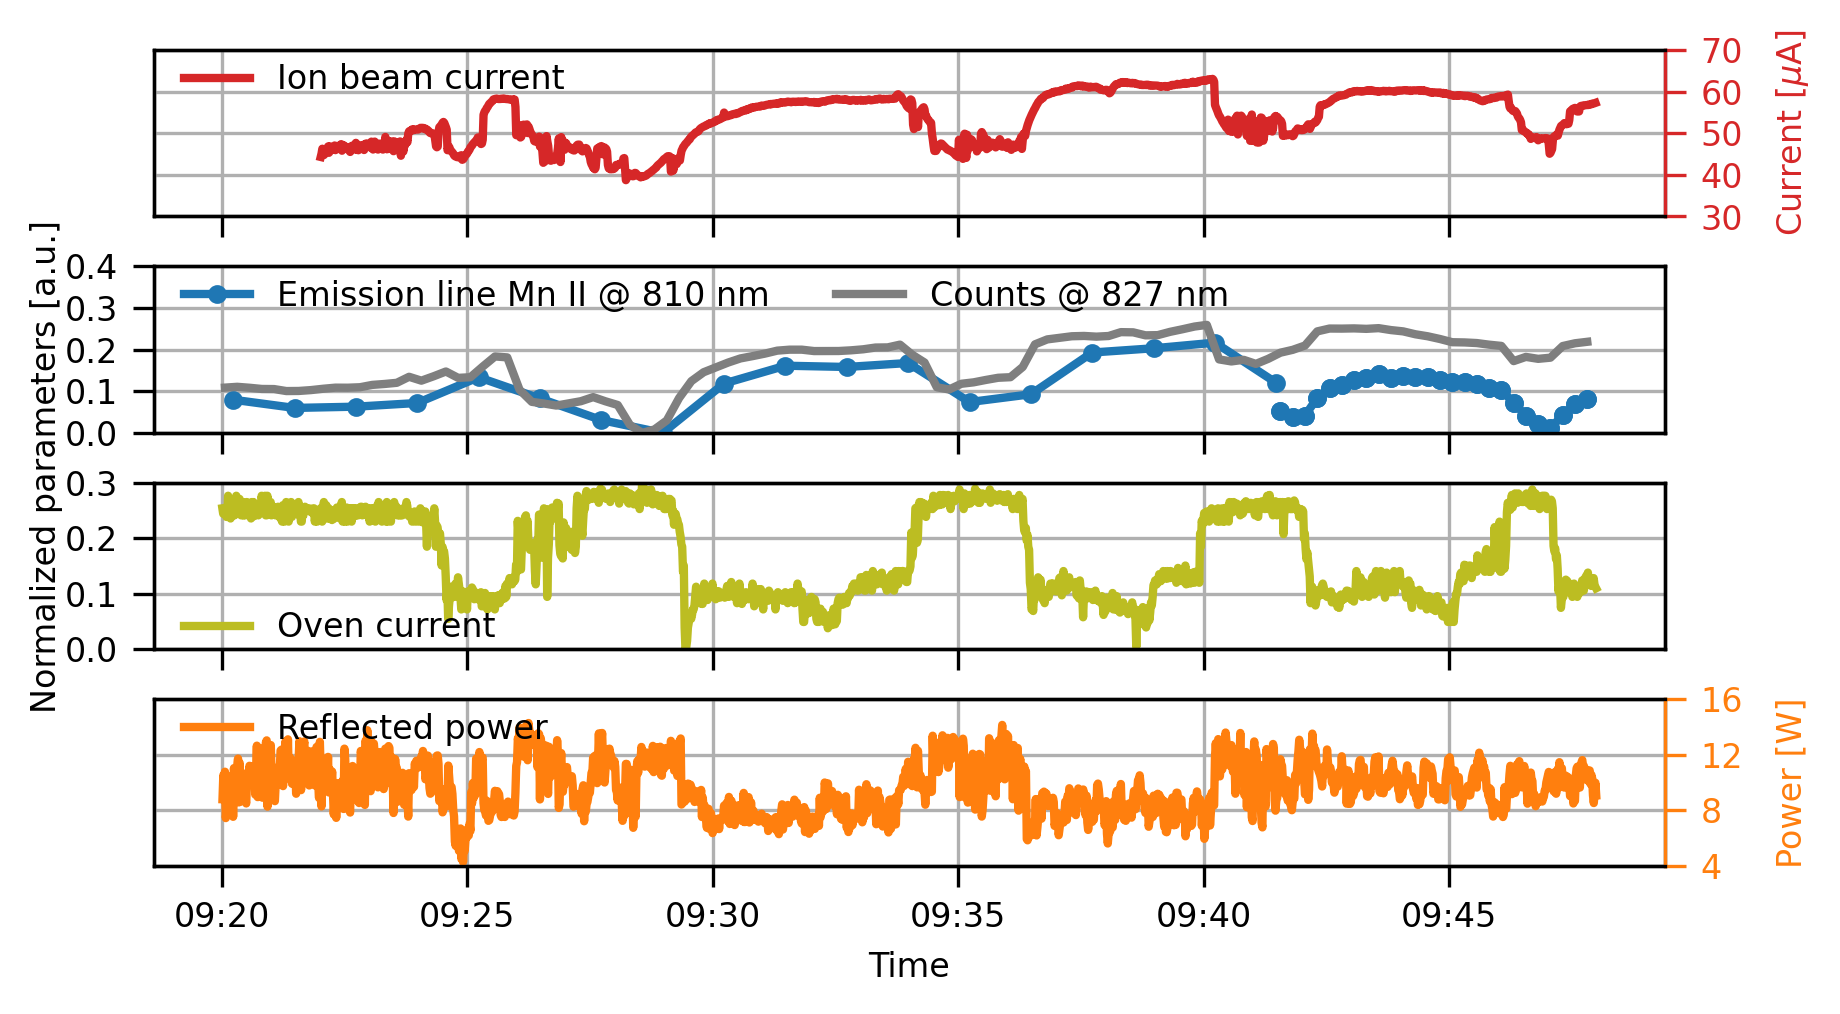 Ion beam current
70
60
50
40
30
Current [μA]
Normalized parameters [a.u.]
0.4
0.3
0.2
0.1
0.0
Emission line Mn II @ 810 nm
Counts @ 827 nm
0.3
0.2
0.1
0.0
Oven current
Reflected power
16
12
8
4
Power [W]
09:20 09:25 09:30 09:35 09:40 09:45
Time